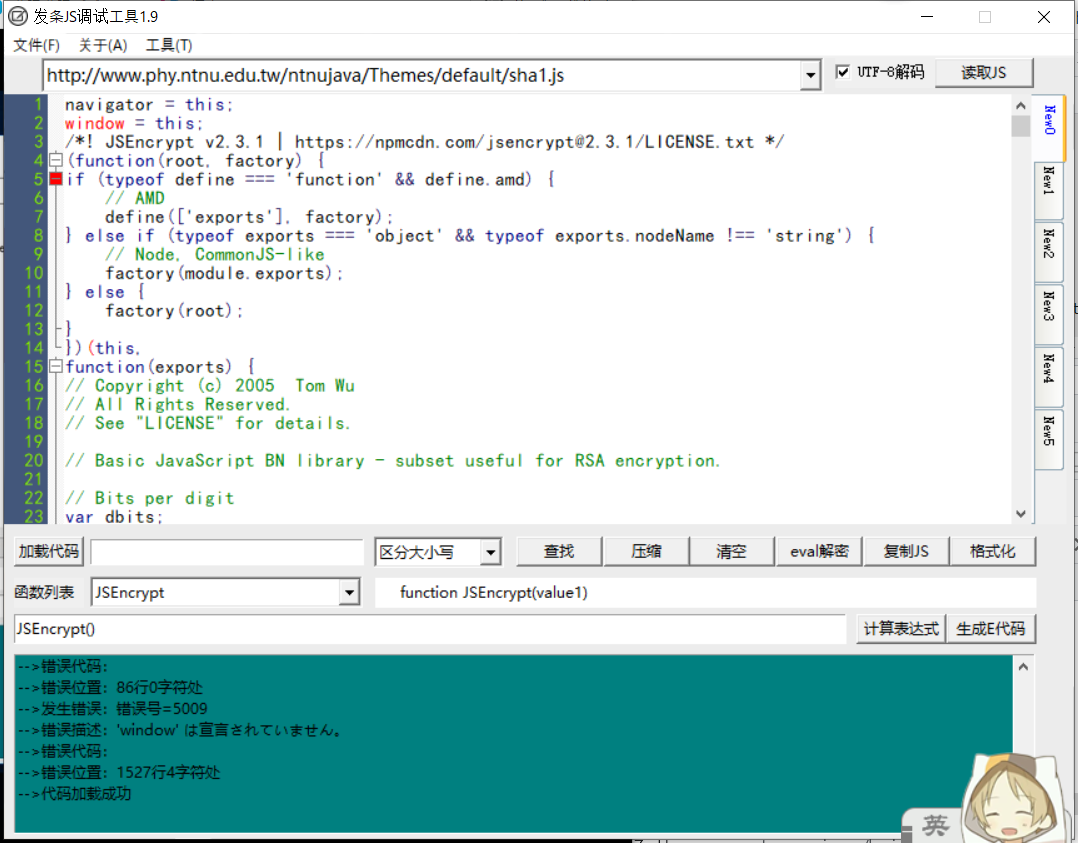 发条JS调试工具1.9
文件(F) 关于(A) 工具(T)
http://www.phy.ntnu.edu.tw/ntnujava/Themes/default/sha1.js UTF-8解码 读取JS
1 navigator = this;
2 window = this;
3 /*! JSEncrypt v2.3.1 | https://npmcdn.com/jsencrypt@2.3.1/LICENSE.txt */
4 (function(root, factory) {
5 if (typeof define === 'function' && define.amd) {
6 // AMD
7 define(['exports'], factory);
8 } else if (typeof exports === 'object' && typeof exports.nodeName !== 'string') {
9 // Node, CommonJS-like
10 factory(module.exports);
11 } else {
12 factory(root);
13 }
14 })(this,
15 function(exports) {
16 // Copyright (c) 2005  Tom Wu
17 // All Rights Reserved.
18 // See "LICENSE" for details.
19
20 // Basic JavaScript BN library - subset useful for RSA encryption.
21
22 // Bits per digit
23 var dbits;
New0
New1
New2
New3
New4
New5
加载代码 区分大小写 查找 压缩 清空 eval解密 复制JS 格式化
函数列表 JSEncrypt function JSEncrypt(value1)
JSEncrypt() 计算表达式 生成E代码
-->错误代码:
-->错误位置: 86行0字符处
-->发生错误: 错误号=5009
-->错误描述: 'window' は宣言されていません。
-->错误代码:
-->错误位置: 1527行4字符处
-->代码加载成功
英